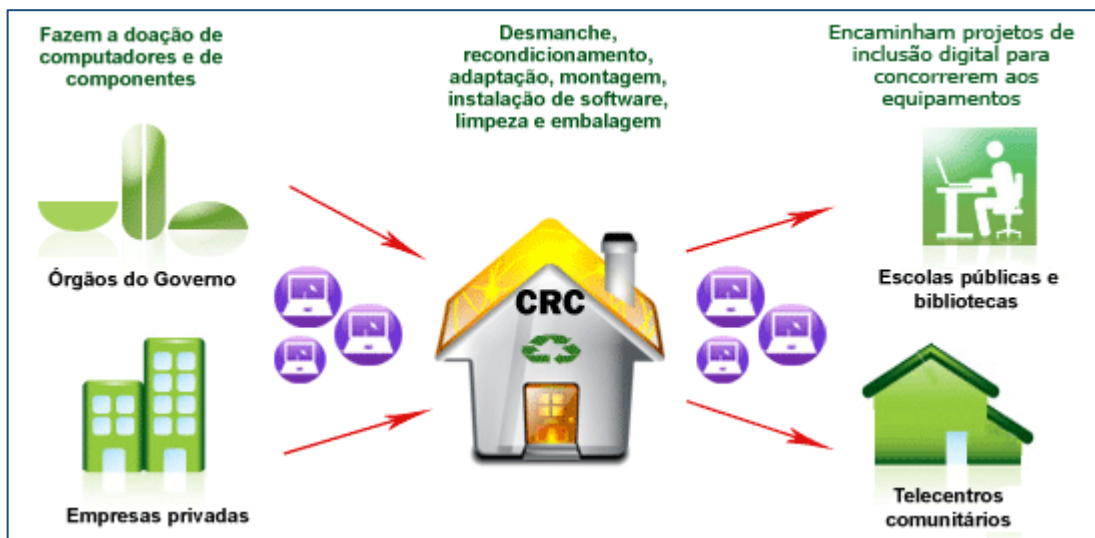 Fazem a doação de
computadores e de
componentes
Órgãos do Governo
Empresas privadas
Desmanche,
recondicionamento,
adaptação, montagem,
instalação de software,
limpeza e embalagem
CRC
Encaminham projetos de
inclusão digital para
concorrerem aos
equipamentos
Escolas públicas e
bibliotecas
Telecentros
comunitários